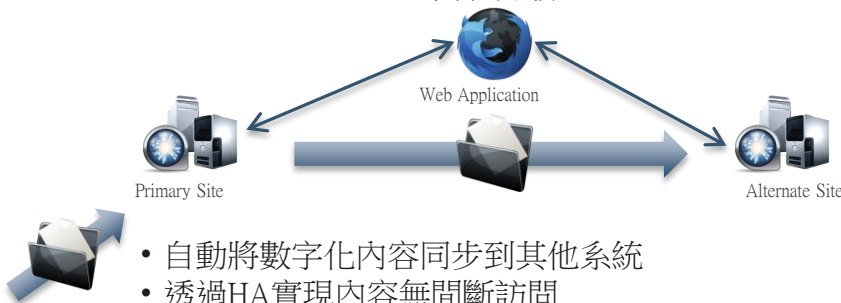 Web Application
Primary Site
Alternate Site
• 自動將數字化內容同步到其他系統
• 透過HA實現內容無間斷訪問